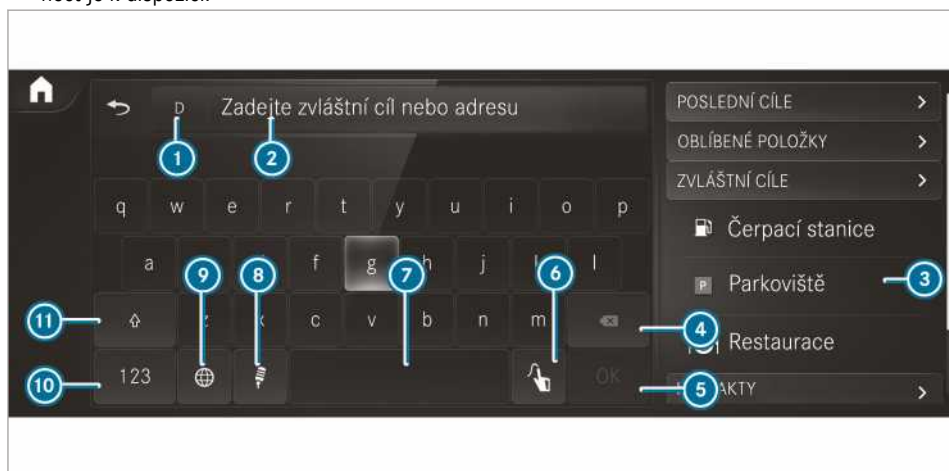 D Zadejte zvláštní cíl nebo adresu
1 2
POSLEDNÍ CÍLE
OBLÍBENÉ POLOŽKY
ZVLÁŠTNÍ CÍLE
Čerpací stanice
P Parkoviště
3
Restaurace
q w e r t y u i o p
a f g h j l
9 8 7 6
11 c v b n m 4
10 123 OK 5